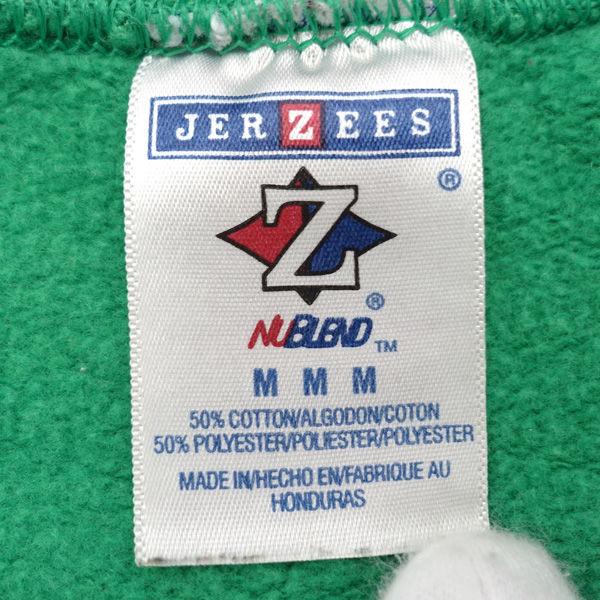 JERZEES
®
Z
®
NUBLEND ™
M M M
50% COTTON/ALGODON/COTON
50% POLYESTER/POLIESTER/POLYESTER
MADE IN/HECHO EN/FABRIQUE AU
HONDURAS